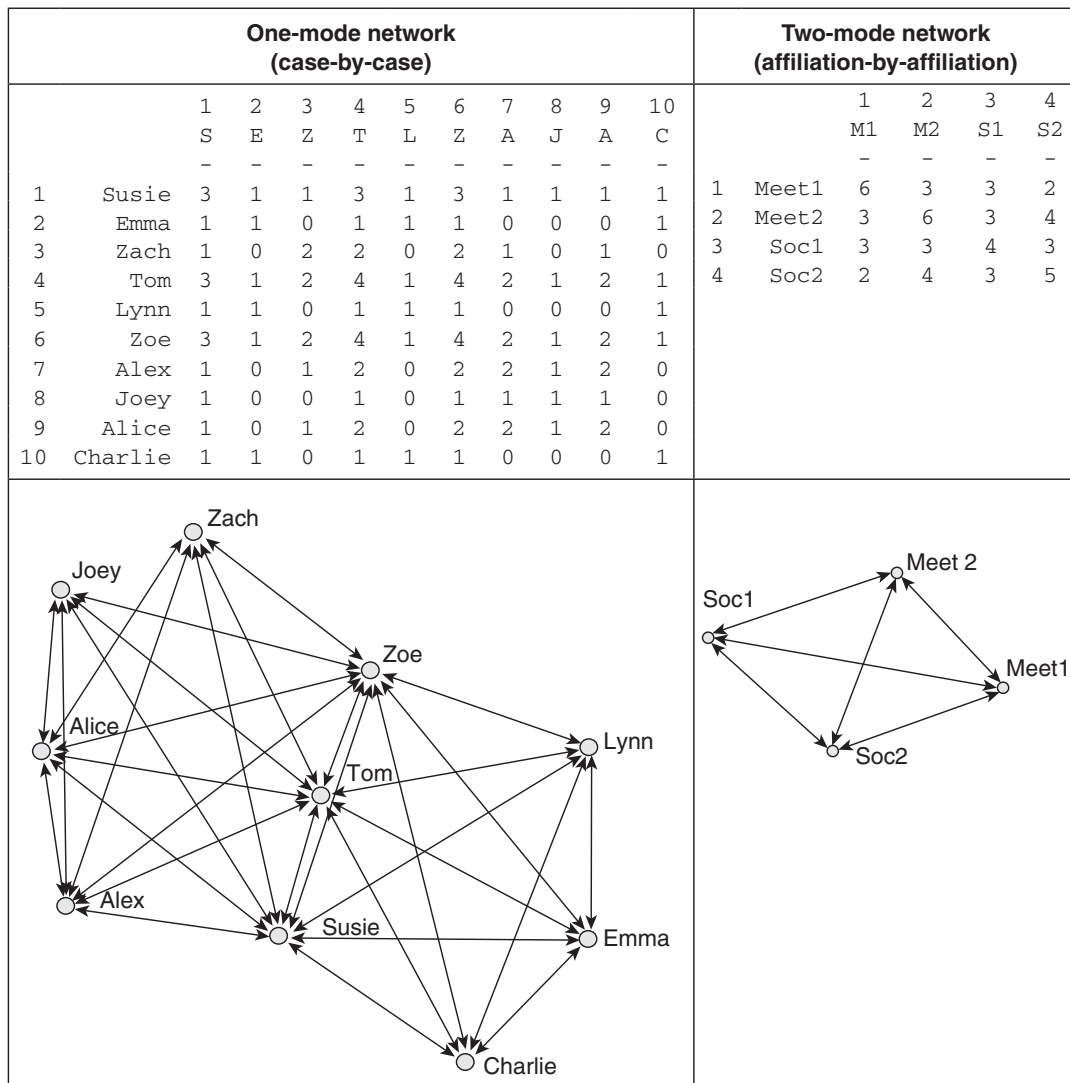 One-mode network
(case-by-case)
1 2 3 4 5 6 7 8 9 10
S E Z T L Z A J A C
– – – – – – – – – –
1 Susie 3 1 1 3 1 3 1 1 1 1
2 Emma 1 1 0 1 1 1 0 0 0 1
3 Zach 1 0 2 2 0 2 1 0 1 0
4 Tom 3 1 2 4 1 4 2 1 2 1
5 Lynn 1 1 0 1 1 1 0 0 0 1
6 Zoe 3 1 2 4 1 4 2 1 2 1
7 Alex 1 0 1 2 0 2 2 1 2 0
8 Joey 1 0 0 1 0 1 1 1 1 0
9 Alice 1 0 1 2 0 2 2 1 2 0
10 Charlie 1 1 0 1 1 1 0 0 0 1
Two-mode network
(affiliation-by-affiliation)
1 2 3 4
M1 M2 S1 S2
– – – –
1 Meet1 6 3 3 2
2 Meet2 3 6 3 4
3 Soc1 3 3 4 3
4 Soc2 2 4 3 5
Zach
Joey
Zoe
Alice
Lynn
Tom
Alex
Susie
Emma
Charlie
Meet 2
Soc1
Meet1
Soc2